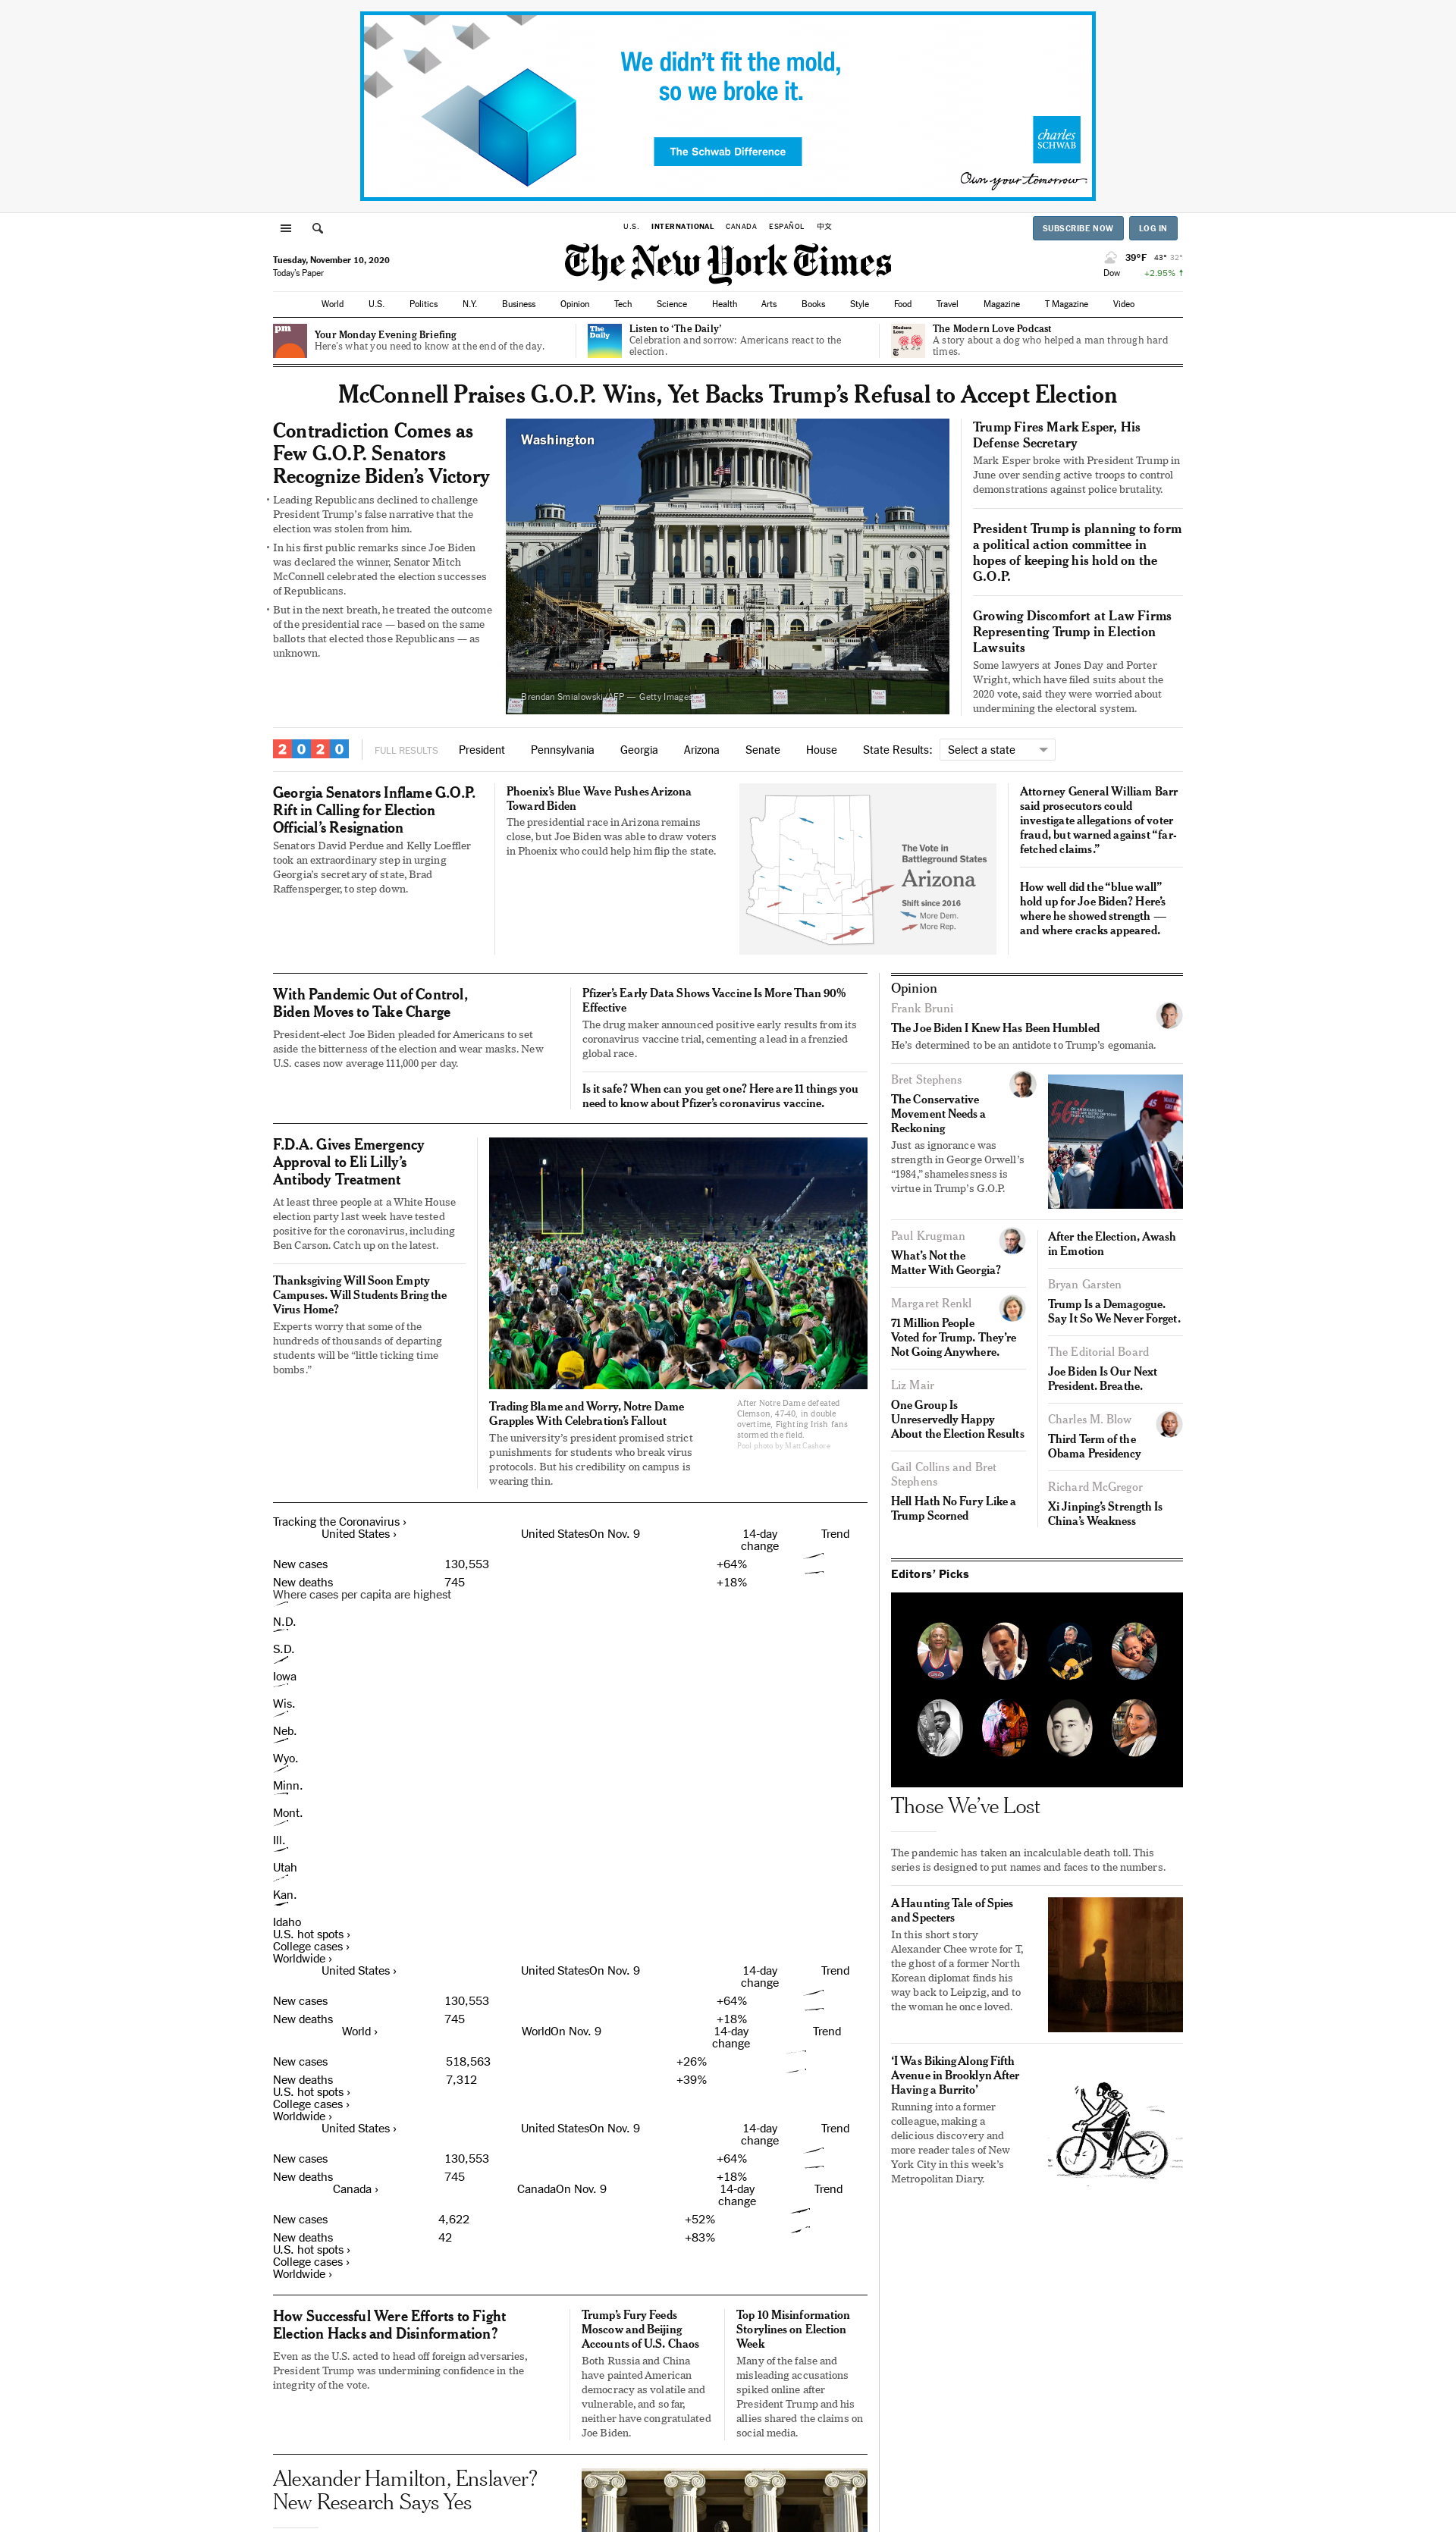 We didn't fit the mold,
so we broke it.
The Schwab Difference
charles
SCHWAB
Own your tomorrow.
U.S. INTERNATIONAL CANADA ESPAÑOL 中文
SUBSCRIBE NOW LOG IN
The New York Times
Tuesday, November 10, 2020
Today's Paper
39°F 43° 32°
Dow +2.95% ↑
World U.S. Politics N.Y. Business Opinion Tech Science Health Arts Books Style Food Travel Magazine T Magazine Video
pm
Your Monday Evening Briefing
Here's what you need to know at the end of the day.
The
Daily
Listen to 'The Daily'
Celebration and sorrow: Americans react to the
election.
Modern
Love
The Modern Love Podcast
A story about a dog who helped a man through hard
times.
McConnell Praises G.O.P. Wins, Yet Backs Trump's Refusal to Accept Election
Contradiction Comes as
Few G.O.P. Senators
Recognize Biden's Victory
• Leading Republicans declined to challenge
President Trump's false narrative that the
election was stolen from him.
• In his first public remarks since Joe Biden
was declared the winner, Senator Mitch
McConnell celebrated the election successes
of Republicans.
• But in the next breath, he treated the outcome
of the presidential race — based on the same
ballots that elected those Republicans — as
unknown.
Washington
Brendan Smialowski/AFP — Getty Images
Trump Fires Mark Esper, His
Defense Secretary
Mark Esper broke with President Trump in
June over sending active troops to control
demonstrations against police brutality.
President Trump is planning to form
a political action committee in
hopes of keeping his hold on the
G.O.P.
Growing Discomfort at Law Firms
Representing Trump in Election
Lawsuits
Some lawyers at Jones Day and Porter
Wright, which have filed suits about the
2020 vote, said they were worried about
undermining the electoral system.
2020 FULL RESULTS President Pennsylvania Georgia Arizona Senate House State Results: Select a state
Georgia Senators Inflame G.O.P.
Rift in Calling for Election
Official's Resignation
Senators David Perdue and Kelly Loeffler
took an extraordinary step in urging
Georgia's secretary of state, Brad
Raffensperger, to step down.
Phoenix's Blue Wave Pushes Arizona
Toward Biden
The presidential race in Arizona remains
close, but Joe Biden was able to draw voters
in Phoenix who could help him flip the state.
The Vote in
Battleground States
Arizona
Shift since 2016
More Dem.
More Rep.
Attorney General William Barr
said prosecutors could
investigate allegations of voter
fraud, but warned against "far-
fetched claims."
How well did the "blue wall"
hold up for Joe Biden? Here's
where he showed strength —
and where cracks appeared.
With Pandemic Out of Control,
Biden Moves to Take Charge
President-elect Joe Biden pleaded for Americans to set
aside the bitterness of the election and wear masks. New
U.S. cases now average 111,000 per day.
Pfizer's Early Data Shows Vaccine Is More Than 90%
Effective
The drug maker announced positive early results from its
coronavirus vaccine trial, cementing a lead in a frenzied
global race.
Is it safe? When can you get one? Here are 11 things you
need to know about Pfizer's coronavirus vaccine.
F.D.A. Gives Emergency
Approval to Eli Lilly's
Antibody Treatment
At least three people at a White House
election party last week have tested
positive for the coronavirus, including
Ben Carson. Catch up on the latest.
Thanksgiving Will Soon Empty
Campuses. Will Students Bring the
Virus Home?
Experts worry that some of the
hundreds of thousands of departing
students will be "little ticking time
bombs."
Trading Blame and Worry, Notre Dame
Grapples With Celebration's Fallout
The university's president promised strict
punishments for students who break virus
protocols. But his credibility on campus is
wearing thin.
After Notre Dame defeated
Clemson, 47-40, in double
overtime, Fighting Irish fans
stormed the field.
Pool photo by Matt Cashore
Tracking the Coronavirus ›
United States › United StatesOn Nov. 9 14-day
change Trend
New cases 130,553 +64%
New deaths 745 +18%
Where cases per capita are highest
N.D.
S.D.
Iowa
Wis.
Neb.
Wyo.
Minn.
Mont.
Ill.
Utah
Kan.
Idaho
U.S. hot spots ›
College cases ›
Worldwide ›
United States › United StatesOn Nov. 9 14-day
change Trend
New cases 130,553 +64%
New deaths 745 +18%
World › WorldOn Nov. 9 14-day
change Trend
New cases 518,563 +26%
New deaths 7,312 +39%
U.S. hot spots ›
College cases ›
Worldwide ›
United States › United StatesOn Nov. 9 14-day
change Trend
New cases 130,553 +64%
New deaths 745 +18%
Canada › CanadaOn Nov. 9 14-day
change Trend
New cases 4,622 +52%
New deaths 42 +83%
U.S. hot spots ›
College cases ›
Worldwide ›
How Successful Were Efforts to Fight
Election Hacks and Disinformation?
Even as the U.S. acted to head off foreign adversaries,
President Trump was undermining confidence in the
integrity of the vote.
Trump's Fury Feeds
Moscow and Beijing
Accounts of U.S. Chaos
Both Russia and China
have painted American
democracy as volatile and
vulnerable, and so far,
neither have congratulated
Joe Biden.
Top 10 Misinformation
Storylines on Election
Week
Many of the false and
misleading accusations
spiked online after
President Trump and his
allies shared the claims on
social media.
Alexander Hamilton, Enslaver?
New Research Says Yes
Opinion
Frank Bruni
The Joe Biden I Knew Has Been Humbled
He's determined to be an antidote to Trump's egomania.
Bret Stephens
The Conservative
Movement Needs a
Reckoning
Just as ignorance was
strength in George Orwell's
"1984," shamelessness is
virtue in Trump's G.O.P.
56%
45
Paul Krugman
What's Not the
Matter With Georgia?
Margaret Renkl
71 Million People
Voted for Trump. They're
Not Going Anywhere.
Liz Mair
One Group Is
Unreservedly Happy
About the Election Results
Gail Collins and Bret
Stephens
Hell Hath No Fury Like a
Trump Scorned
After the Election, Awash
in Emotion
Bryan Garsten
Trump Is a Demagogue.
Say It So We Never Forget.
The Editorial Board
Joe Biden Is Our Next
President. Breathe.
Charles M. Blow
Third Term of the
Obama Presidency
Richard McGregor
Xi Jinping's Strength Is
China's Weakness
Editors' Picks
Those We've Lost
The pandemic has taken an incalculable death toll. This
series is designed to put names and faces to the numbers.
A Haunting Tale of Spies
and Specters
In this short story
Alexander Chee wrote for T,
the ghost of a former North
Korean diplomat finds his
way back to Leipzig, and to
the woman he once loved.
'I Was Biking Along Fifth
Avenue in Brooklyn After
Having a Burrito'
Running into a former
colleague, making a
delicious discovery and
more reader tales of New
York City in this week's
Metropolitan Diary.